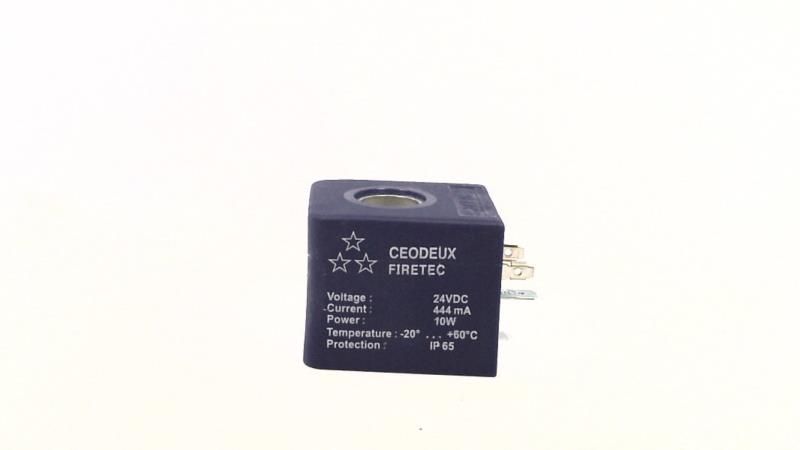 CEODEUX
FIRETEC
Voltage : 24VDC
Current: 444 mA
Power : 10W
Temperature : -20° ... +60°C
Protection : IP 65